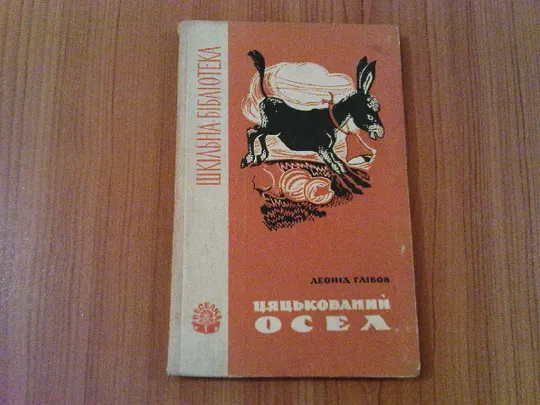 ШКІЛЬНА БІБЛІОТЕКА
ЛЕОНІД ГЛІБОВ
ЦЯЦЬКОВАНИЙ
ОСЕЛ
ВЕСЕЛКА